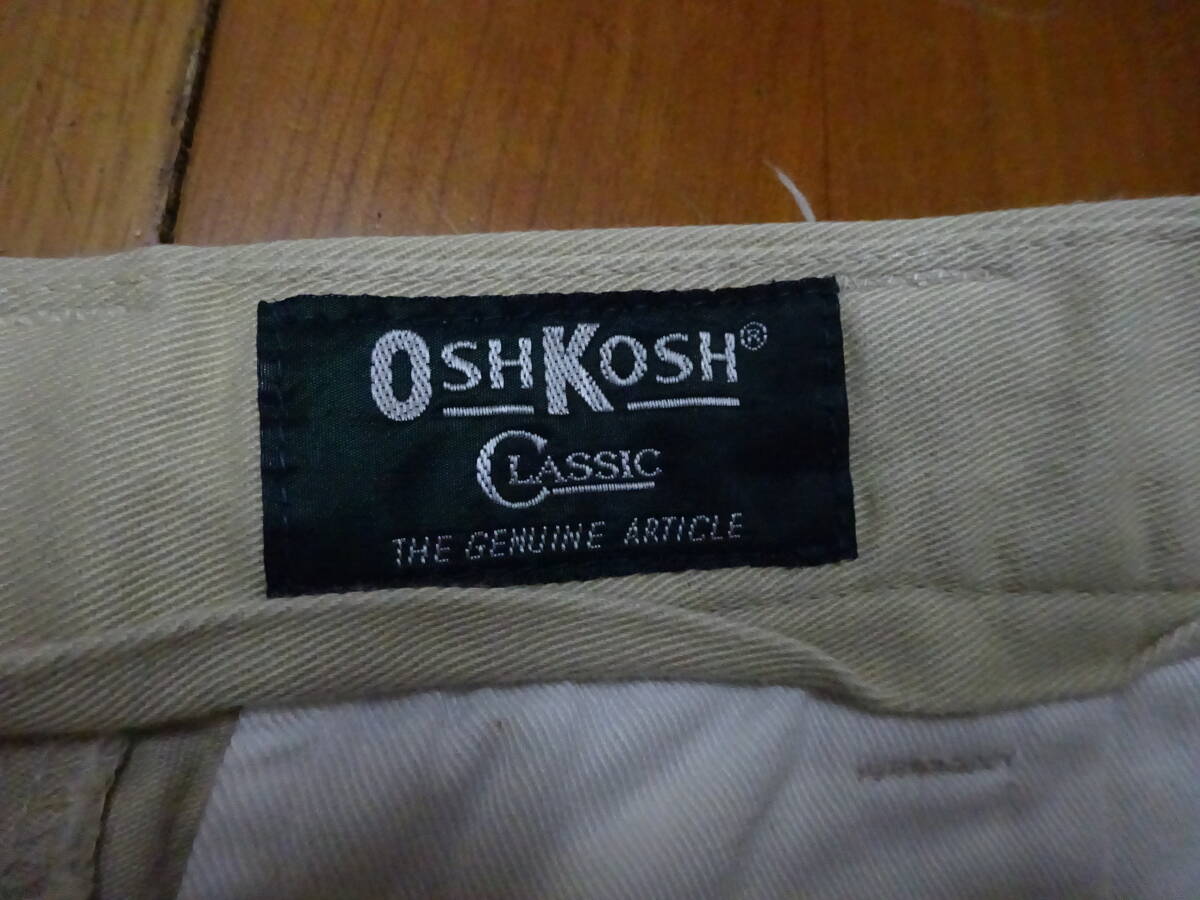 OSHKOSH®
CLASSIC
THE GENUINE ARTICLE